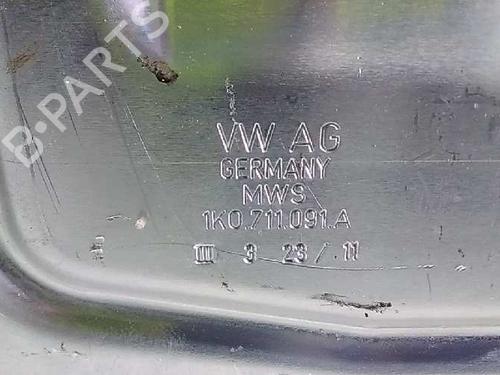 B-PARTS
VW AG
GERMANY
MWS
1K0.711.091.A
III 3 23/11